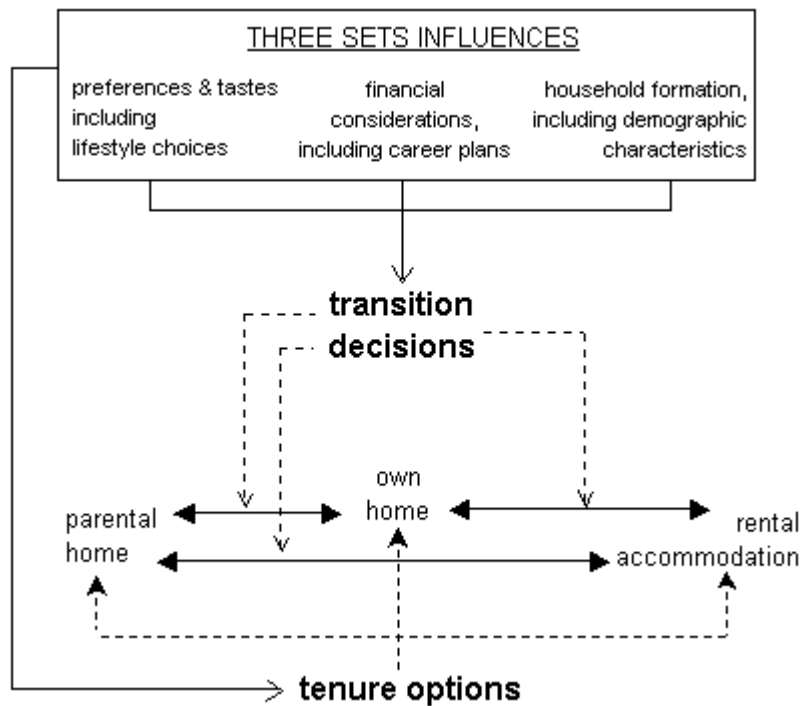 THREE SETS INFLUENCES
preferences & tastes
including
lifestyle choices
financial
considerations,
including career plans
household formation,
including demographic
characteristics
transition
decisions
own
home
parental
home
rental
accommodation
tenure options